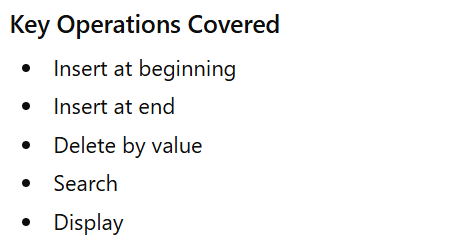 Key Operations Covered
• Insert at beginning
• Insert at end
• Delete by value
• Search
• Display